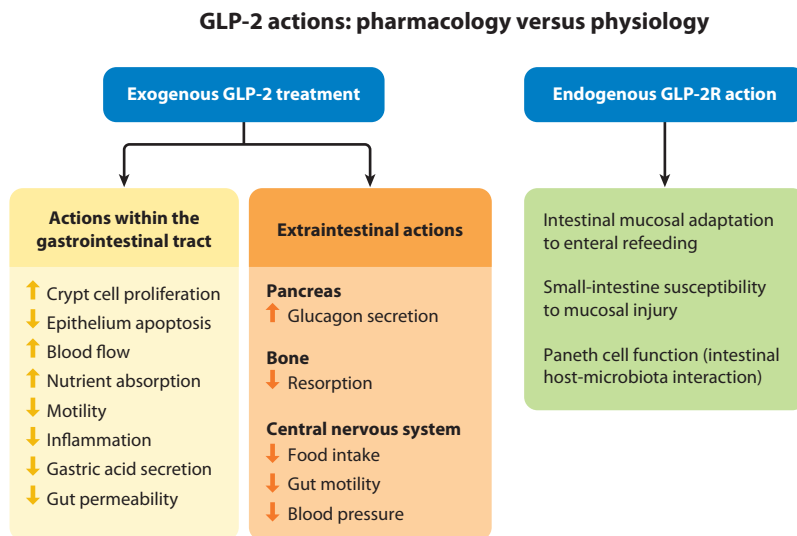 GLP-2 actions: pharmacology versus physiology
Exogenous GLP-2 treatment
Endogenous GLP-2R action
Actions within the
gastrointestinal tract
↑ Crypt cell proliferation
↓ Epithelium apoptosis
↑ Blood flow
↑ Nutrient absorption
↓ Motility
↓ Inflammation
↓ Gastric acid secretion
↓ Gut permeability
Extraintestinal actions
Pancreas
↑ Glucagon secretion
Bone
↓ Resorption
Central nervous system
↓ Food intake
↓ Gut motility
↓ Blood pressure
Intestinal mucosal adaptation
to enteral refeeding
Small-intestine susceptibility
to mucosal injury
Paneth cell function (intestinal
host-microbiota interaction)